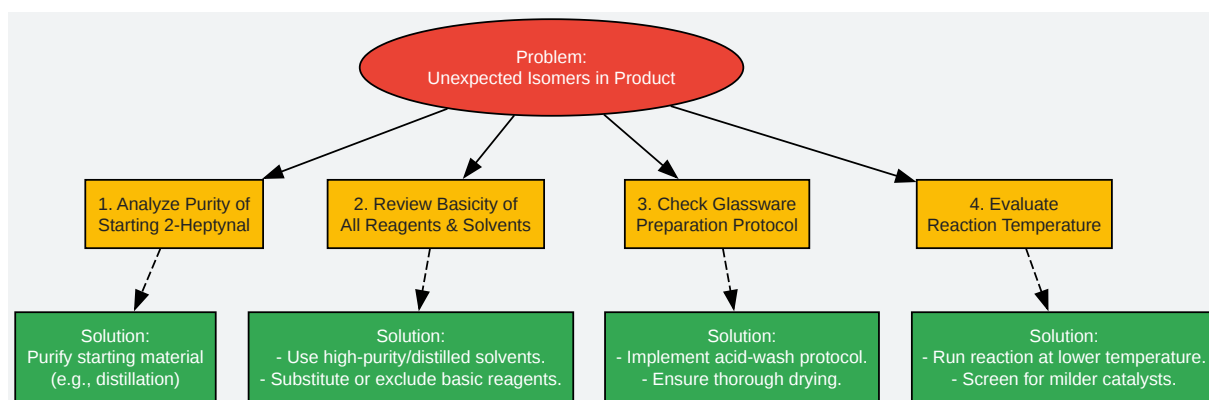 Problem:
Unexpected Isomers in Product
1. Analyze Purity of
Starting 2-Heptynal
2. Review Basicity of
All Reagents & Solvents
3. Check Glassware
Preparation Protocol
4. Evaluate
Reaction Temperature
Solution:
Purify starting material
(e.g., distillation)
Solution:
- Use high-purity/distilled solvents.
- Substitute or exclude basic reagents.
Solution:
- Implement acid-wash protocol.
- Ensure thorough drying.
Solution:
- Run reaction at lower temperature.
- Screen for milder catalysts.